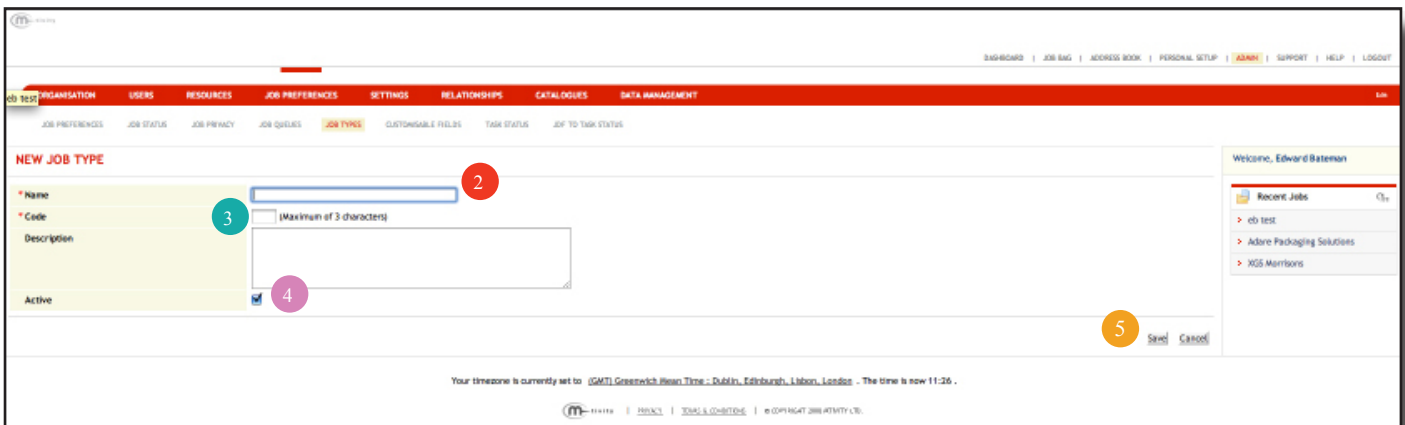 DASHBOARD | JOB BAG | ADDRESS BOOK | PERSONAL SETUP | ADMIN | SUPPORT | HELP | LOGOUT
ORGANISATION USERS RESOURCES JOB PREFERENCES SETTINGS RELATIONSHIPS CATALOGUES DATA MANAGEMENT
eb test
JOB PREFERENCES JOB STATUS JOB PRIVACY JOB QUEUES JOB TYPES CUSTOMISABLE FIELDS TASK STATUS JDF TO TASK STATUS
NEW JOB TYPE
Welcome, Edward Bateman
* Name 2
Recent Jobs
* Code 3 (Maximum of 3 characters)
eb test
Description
Adare Packaging Solutions
XGS Morrisons
Active 4
5 Save Cancel
Your timezone is currently set to (GMT) Greenwich Mean Time : Dublin, Edinburgh, Lisbon, London . The time is now 11:26 .
| PRIVACY | TERMS & CONDITIONS | © COPYRIGHT